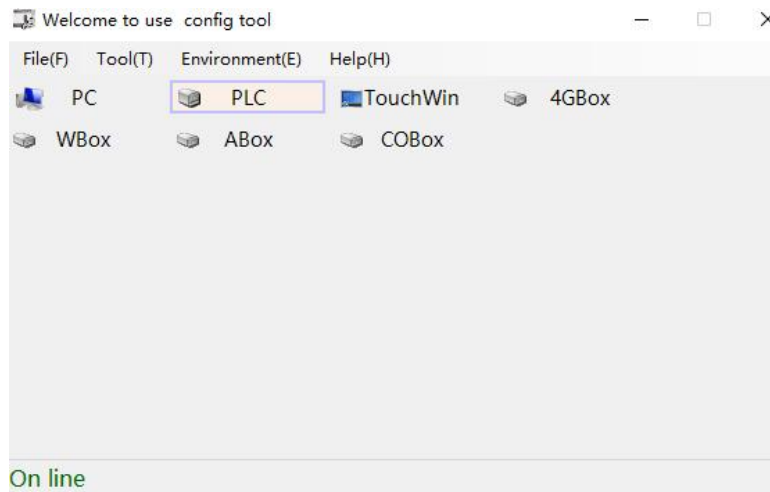 Welcome to use  config tool
File(F) Tool(T) Environment(E) Help(H)
PC PLC TouchWin 4GBox
WBox ABox COBox
On line